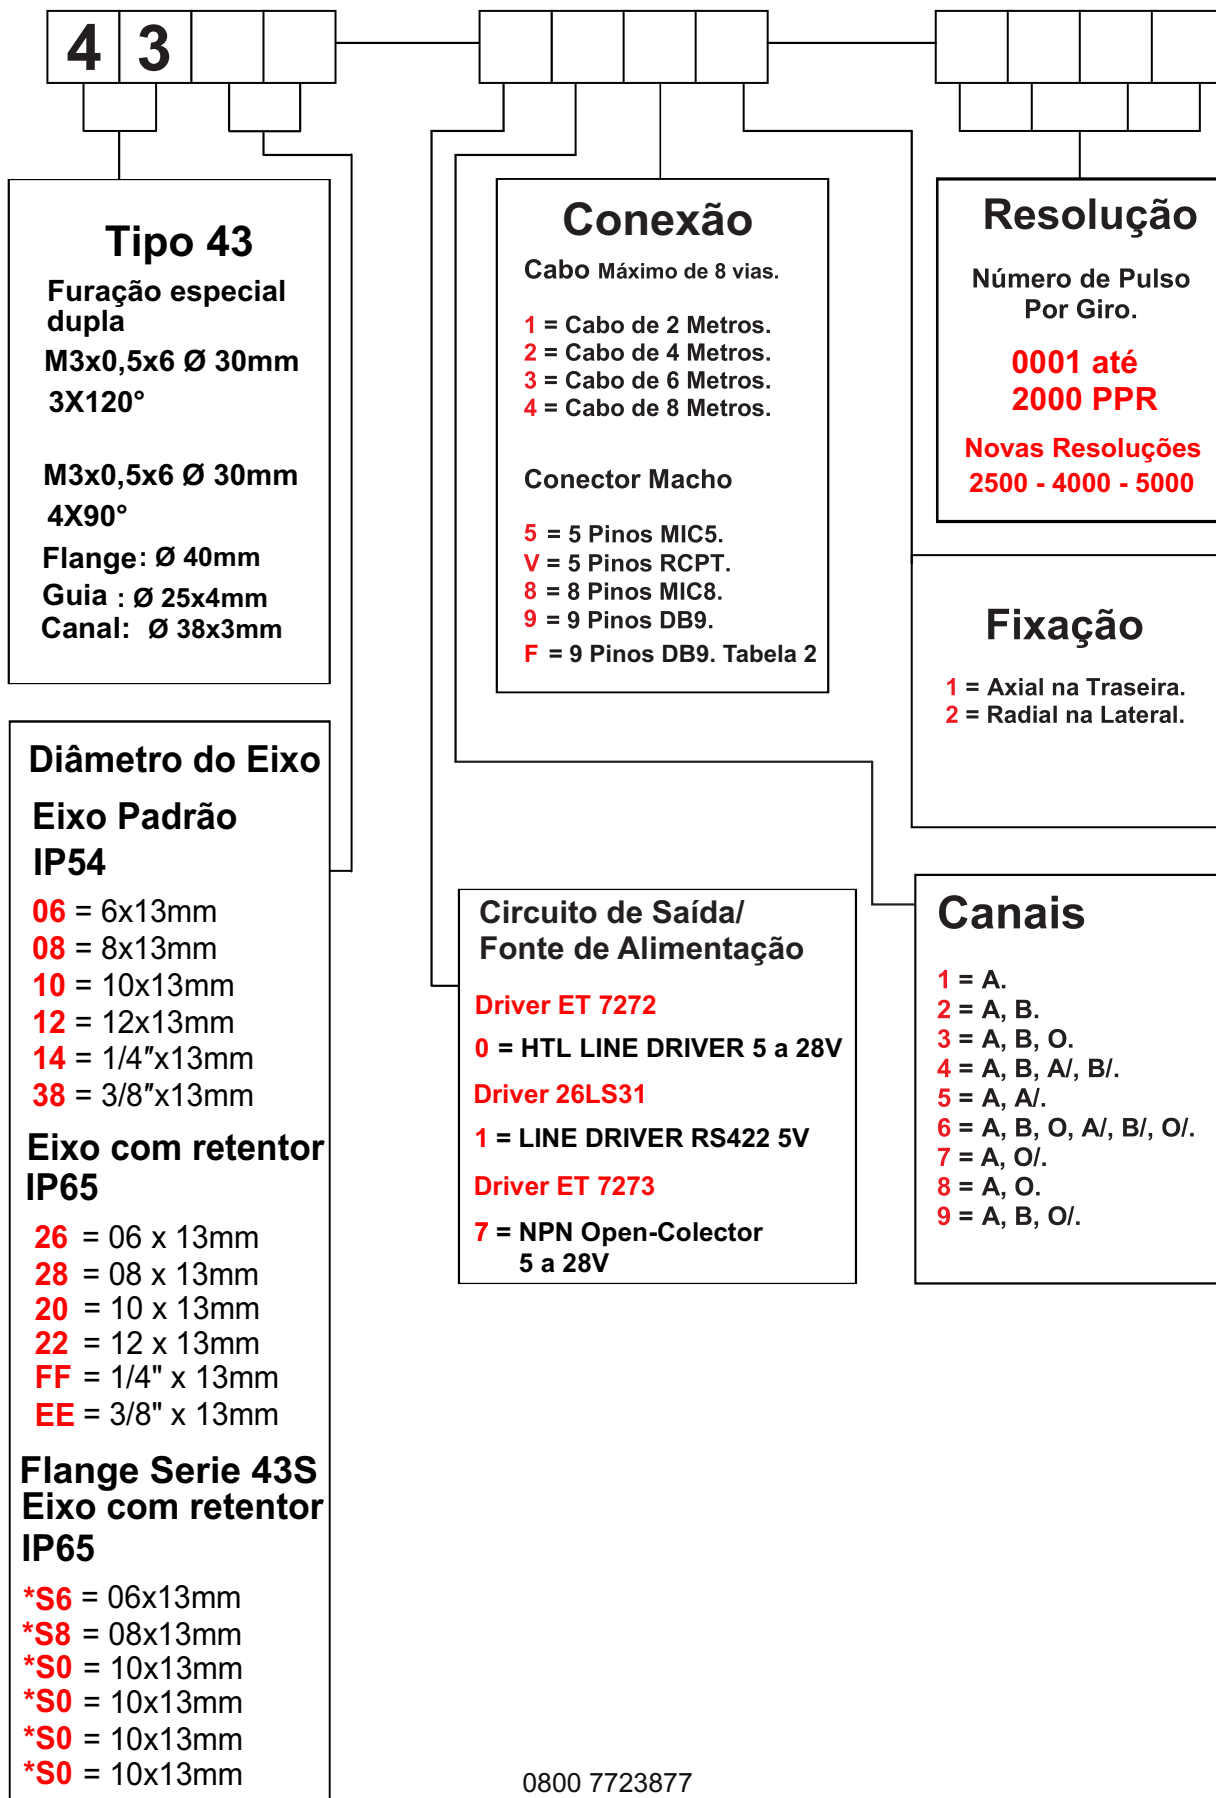 4 3
Tipo 43
Furação especial
dupla
M3x0,5x6 Ø 30mm
3X120°
M3x0,5x6 Ø 30mm
4X90°
Flange: Ø 40mm
Guia : Ø 25x4mm
Canal: Ø 38x3mm
Diâmetro do Eixo
Eixo Padrão
IP54
06 = 6x13mm
08 = 8x13mm
10 = 10x13mm
12 = 12x13mm
14 = 1/4"x13mm
38 = 3/8"x13mm
Eixo com retentor
IP65
26 = 06 x 13mm
28 = 08 x 13mm
20 = 10 x 13mm
22 = 12 x 13mm
FF = 1/4" x 13mm
EE = 3/8" x 13mm
Flange Serie 43S
Eixo com retentor
IP65
*S6 = 06x13mm
*S8 = 08x13mm
*S0 = 10x13mm
*S0 = 10x13mm
*S0 = 10x13mm
*S0 = 10x13mm
Conexão
Cabo Máximo de 8 vias.
1 = Cabo de 2 Metros.
2 = Cabo de 4 Metros.
3 = Cabo de 6 Metros.
4 = Cabo de 8 Metros.
Conector Macho
5 = 5 Pinos MIC5.
V = 5 Pinos RCPT.
8 = 8 Pinos MIC8.
9 = 9 Pinos DB9.
F = 9 Pinos DB9. Tabela 2
Circuito de Saída/
Fonte de Alimentação
Driver ET 7272
0 = HTL LINE DRIVER 5 a 28V
Driver 26LS31
1 = LINE DRIVER RS422 5V
Driver ET 7273
7 = NPN Open-Colector
5 a 28V
Resolução
Número de Pulso
Por Giro.
0001 até
2000 PPR
Novas Resoluções
2500 - 4000 - 5000
Fixação
1 = Axial na Traseira.
2 = Radial na Lateral.
Canais
1 = A.
2 = A, B.
3 = A, B, O.
4 = A, B, A/, B/.
5 = A, A/.
6 = A, B, O, A/, B/, O/.
7 = A, O/.
8 = A, O.
9 = A, B, O/.
0800 7723877